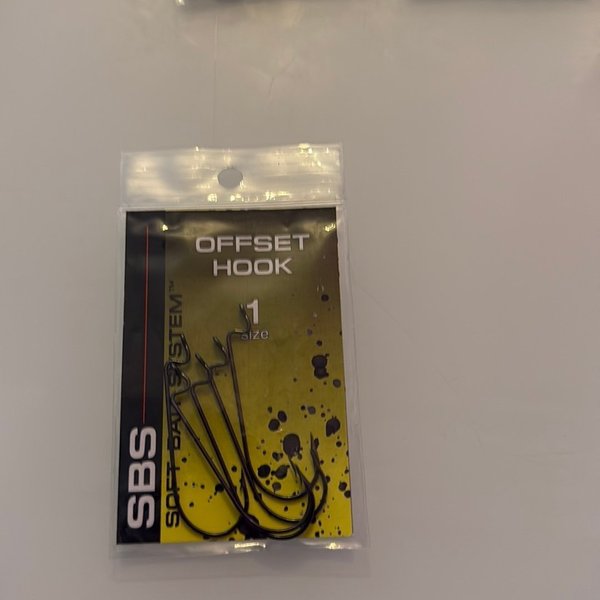 OFFSET
HOOK
1
size
SBS
SOFT BAIT SYSTEM™